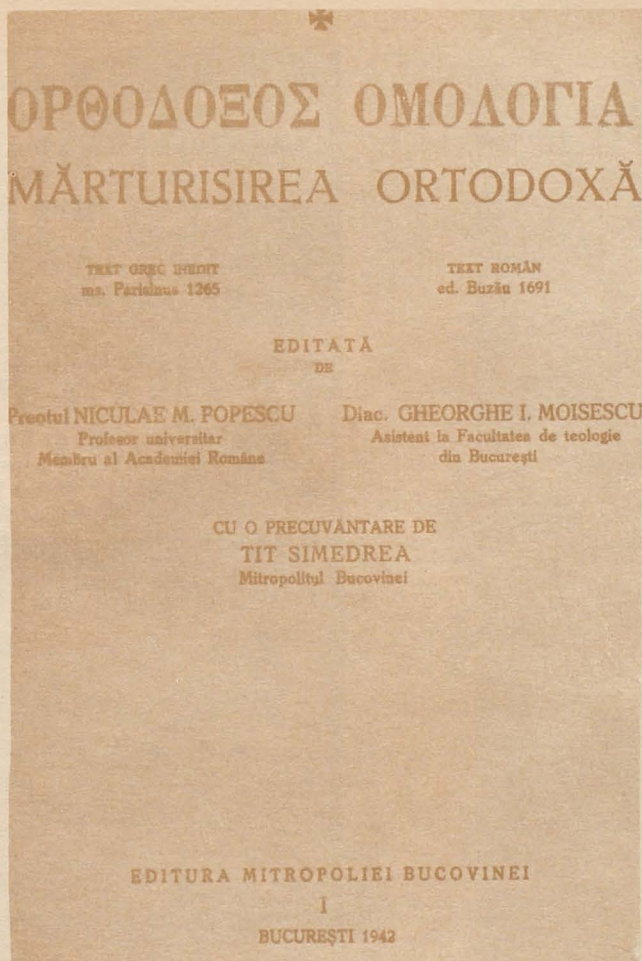 ΟΡΘΟΔΟΞΟΣ ΟΜΟΛΟΓΙΑ
MĂRTURISIREA ORTODOXĂ
TEXT GREC INEDIT
ms. Parisinus 1265
TEXT ROMÂN
ed. Buzău 1691
EDITATĂ
DE
Preotul NICULAE M. POPESCU
Profesor universitar
Membru al Academiei Române
Diac. GHEORGHE I. MOISESCU
Asistent la Facultatea de teologie
din București
CU O PRECUVÂNTARE DE
TIT SIMEDREA
Mitropolitul Bucovinei
EDITURA MITROPOLIEI BUCOVINEI
I
BUCUREȘTI 1942